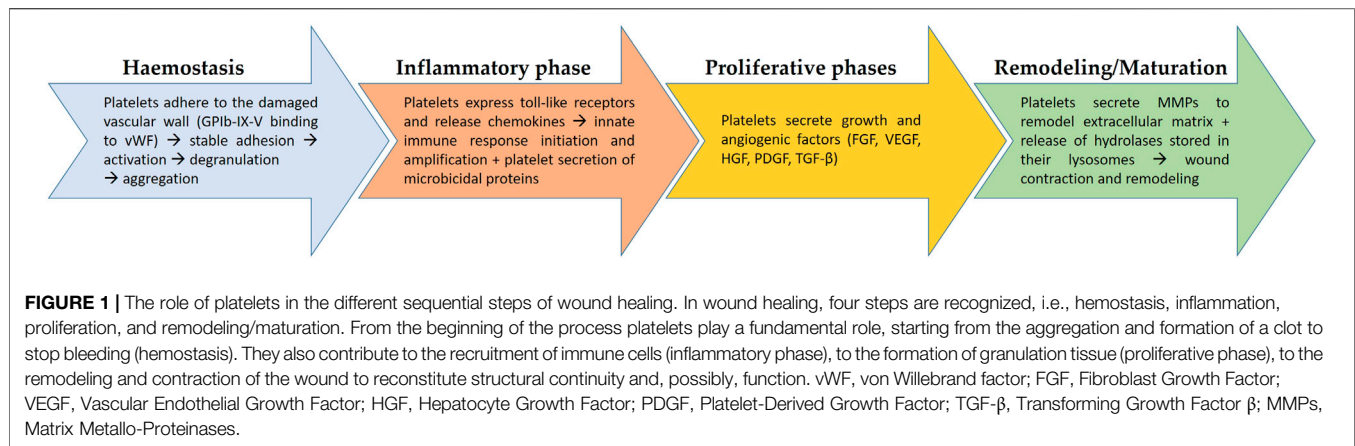 Haemostasis
Platelets adhere to the damaged
vascular wall (GPIb-IX-V binding
to vWF) → stable adhesion →
activation → degranulation
→ aggregation
Inflammatory phase
Platelets express toll-like receptors
and release chemokines → innate
immune response initiation and
amplification + platelet secretion of
microbicidal proteins
Proliferative phases
Platelets secrete growth and
angiogenic factors (FGF, VEGF,
HGF, PDGF, TGF-β)
Remodeling/Maturation
Platelets secrete MMPs to
remodel extracellular matrix +
release of hydrolases stored in
their lysosomes → wound
contraction and remodeling
FIGURE 1 | The role of platelets in the different sequential steps of wound healing. In wound healing, four steps are recognized, i.e., hemostasis, inflammation,
proliferation, and remodeling/maturation. From the beginning of the process platelets play a fundamental role, starting from the aggregation and formation of a clot to
stop bleeding (hemostasis). They also contribute to the recruitment of immune cells (inflammatory phase), to the formation of granulation tissue (proliferative phase), to the
remodeling and contraction of the wound to reconstitute structural continuity and, possibly, function. vWF, von Willebrand factor; FGF, Fibroblast Growth Factor;
VEGF, Vascular Endothelial Growth Factor; HGF, Hepatocyte Growth Factor; PDGF, Platelet-Derived Growth Factor; TGF-β, Transforming Growth Factor β; MMPs,
Matrix Metallo-Proteinases.